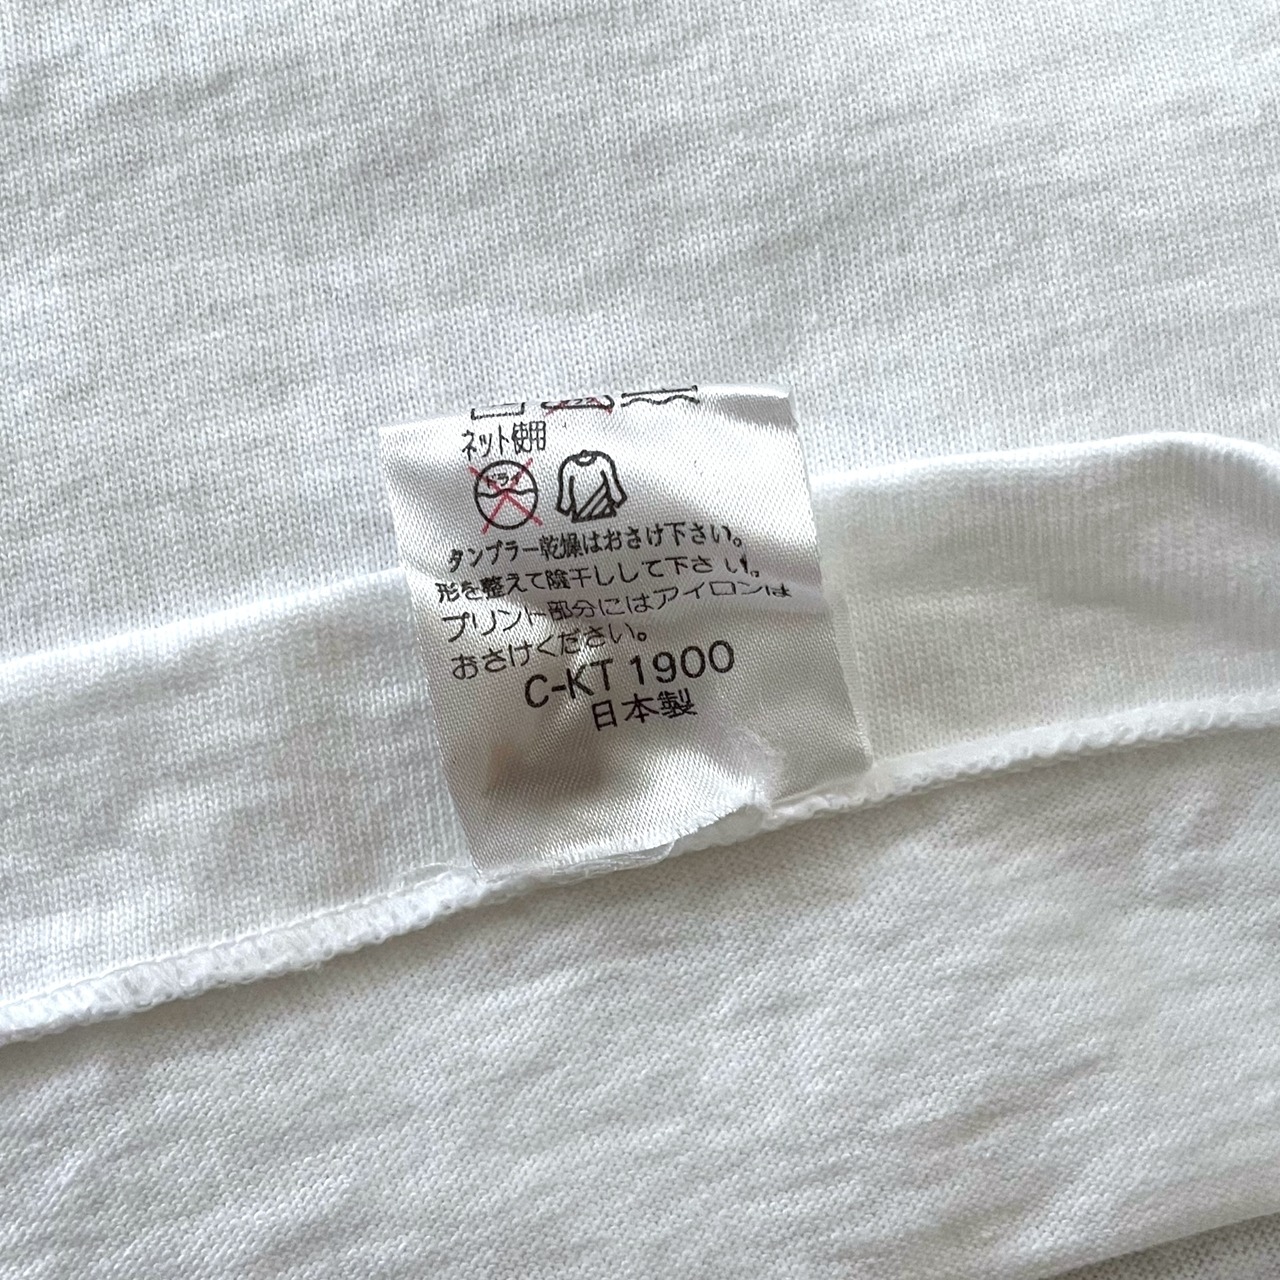 ネット使用
ドライ
タンブラー乾燥はおさけ下さい。
形を整えて陰干しして下さい。
プリント部分にはアイロンは
おさけください。
C-KT 1900
日本製